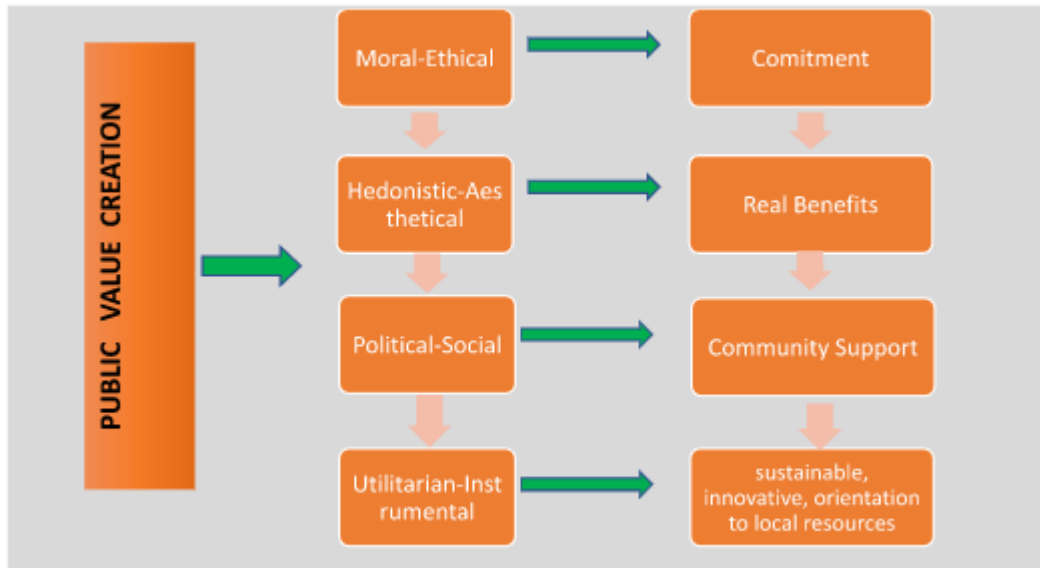 PUBLIC VALUE CREATION
Moral-Ethical
Comitment
Hedonistic-Aes
thetical
Real Benefits
Political-Social
Community Support
Utilitarian-Inst
rumental
sustainable,
innovative, orientation
to local resources